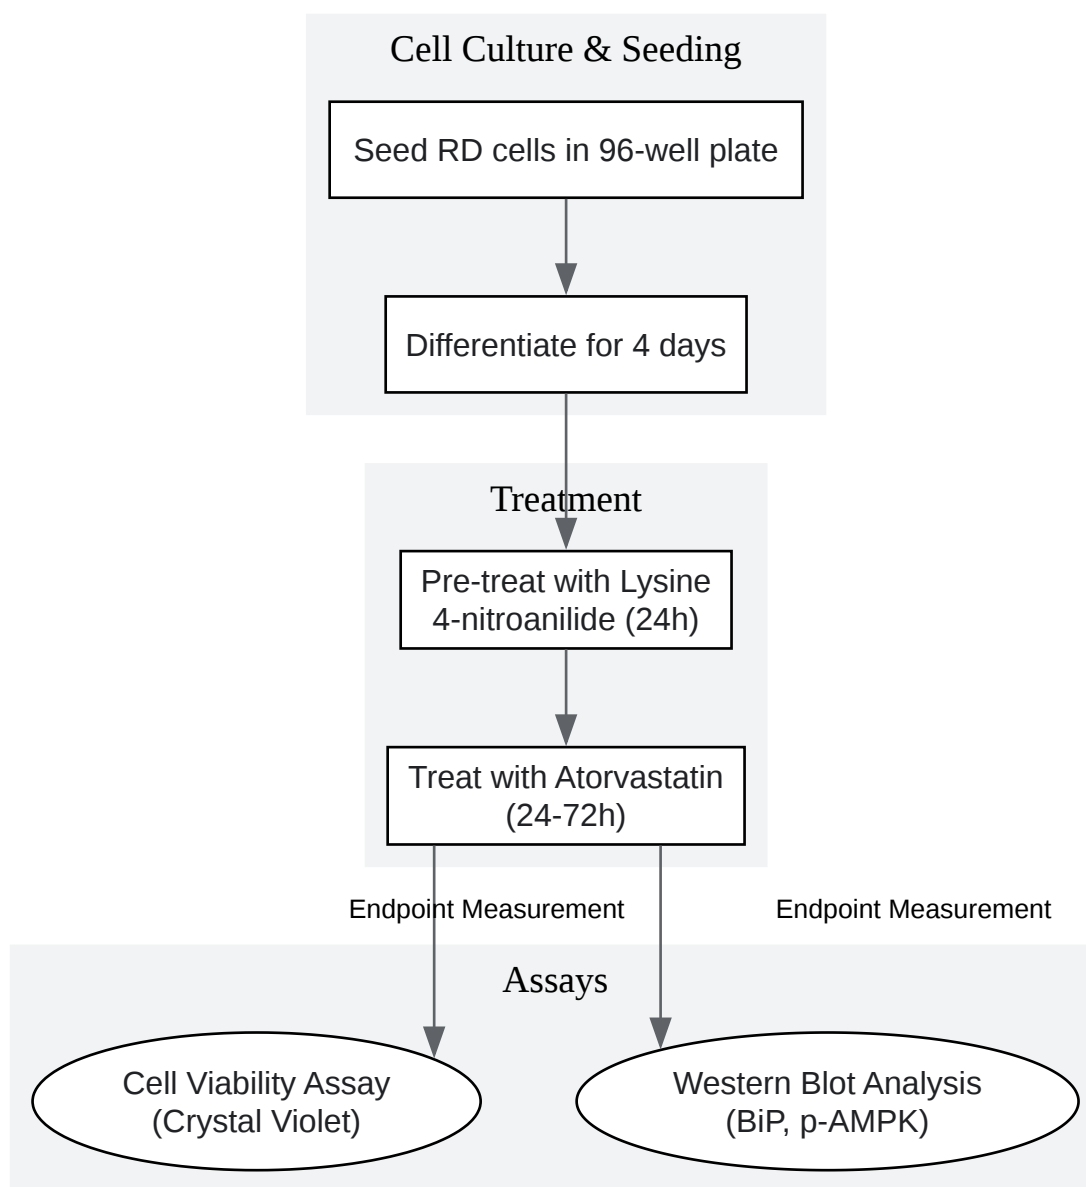 Cell Culture & Seeding
Seed RD cells in 96-well plate
Differentiate for 4 days
Treatment
Pre-treat with Lysine
4-nitroanilide (24h)
Treat with Atorvastatin
(24-72h)
Endpoint Measurement
Endpoint Measurement
Assays
Cell Viability Assay
(Crystal Violet)
Western Blot Analysis
(BiP, p-AMPK)